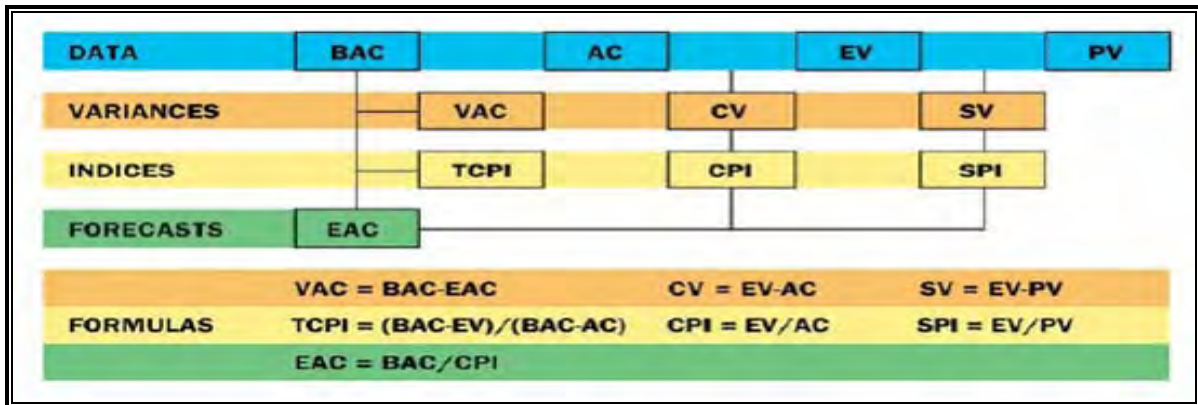 DATA BAC AC EV PV
VARIANCES VAC CV SV
INDICES TCPI CPI SPI
FORECASTS EAC
VAC = BAC-EAC CV = EV-AC SV = EV-PV
FORMULAS TCPI = (BAC-EV)/(BAC-AC) CPI = EV/AC SPI = EV/PV
EAC = BAC/CPI